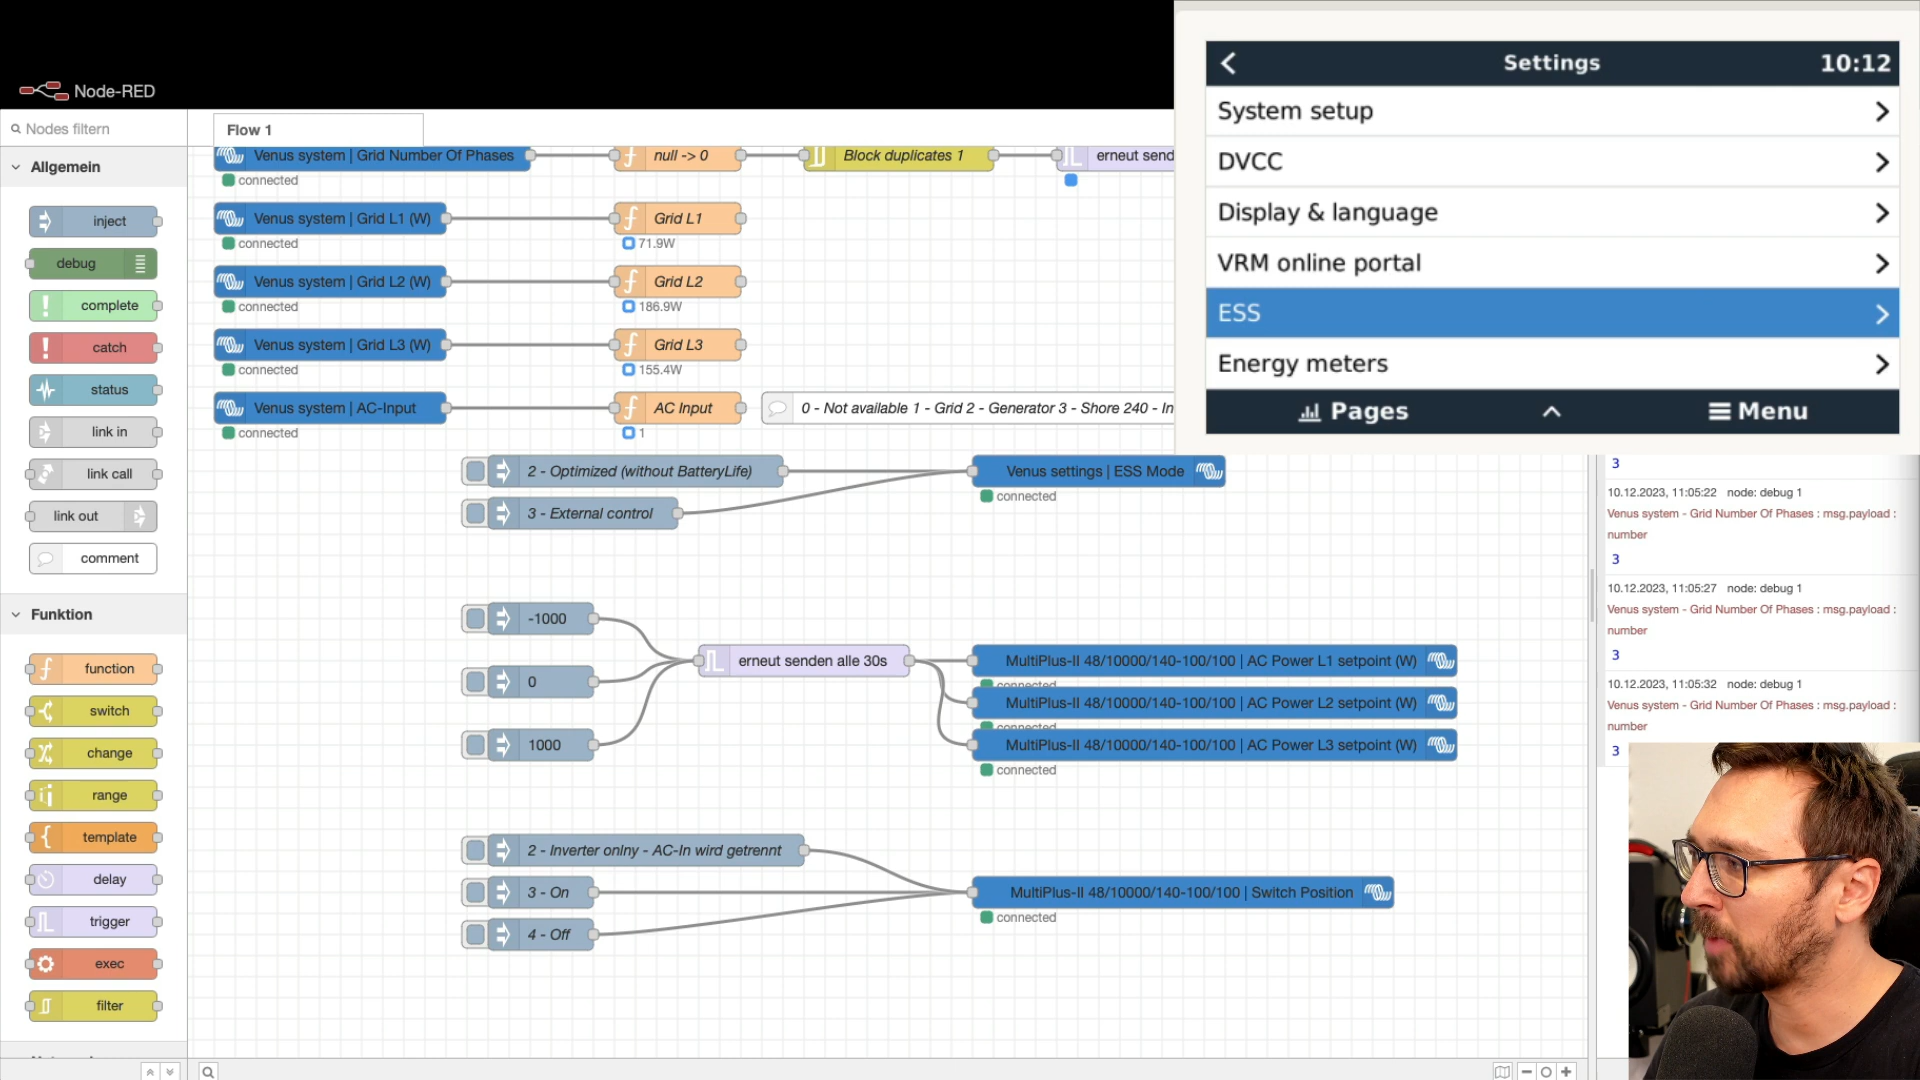 Node-RED
Nodes filtern
Allgemein
inject
debug
complete
catch
status
link in
link call
link out
comment
Funktion
function
switch
change
range
template
delay
trigger
exec
filter
Flow 1
Venus system | Grid Number Of Phases
connected
null -> 0
Block duplicates 1
erneut send
Venus system | Grid L1 (W)
connected
Grid L1
71.9W
Venus system | Grid L2 (W)
connected
Grid L2
186.9W
Venus system | Grid L3 (W)
connected
Grid L3
155.4W
Venus system | AC-Input
connected
AC Input
1
0 - Not available 1 - Grid 2 - Generator 3 - Shore 240 - In
2 - Optimized (without BatteryLife)
3 - External control
Venus settings | ESS Mode
connected
-1000
0
1000
erneut senden alle 30s
MultiPlus-II 48/10000/140-100/100 | AC Power L1 setpoint (W)
connected
MultiPlus-II 48/10000/140-100/100 | AC Power L2 setpoint (W)
connected
MultiPlus-II 48/10000/140-100/100 | AC Power L3 setpoint (W)
connected
2 - Inverter onlny - AC-In wird getrennt
3 - On
4 - Off
MultiPlus-II 48/10000/140-100/100 | Switch Position
connected
Settings
10:12
System setup
DVCC
Display & language
VRM online portal
ESS
Energy meters
Pages
Menu
3
10.12.2023, 11:05:22 node: debug 1
Venus system - Grid Number Of Phases : msg.payload :
number
3
10.12.2023, 11:05:27 node: debug 1
Venus system - Grid Number Of Phases : msg.payload :
number
3
10.12.2023, 11:05:32 node: debug 1
Venus system - Grid Number Of Phases : msg.payload :
number
3